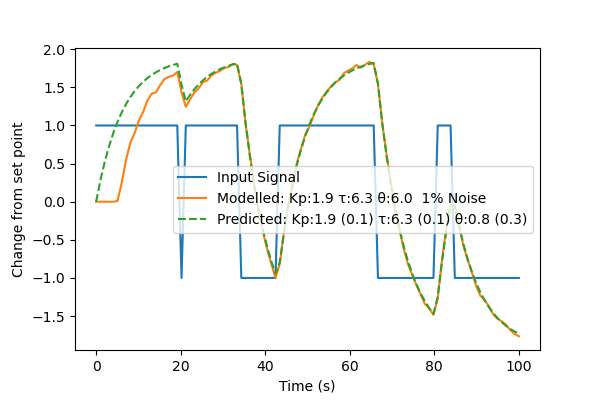 2.0
1.5
1.0
0.5
0.0
−0.5
−1.0
−1.5
Change from set point
Input Signal
Modelled: Kp:1.9 τ:6.3 θ:6.0  1% Noise
Predicted: Kp:1.9 (0.1) τ:6.3 (0.1) θ:0.8 (0.3)
0 20 40 60 80 100
Time (s)